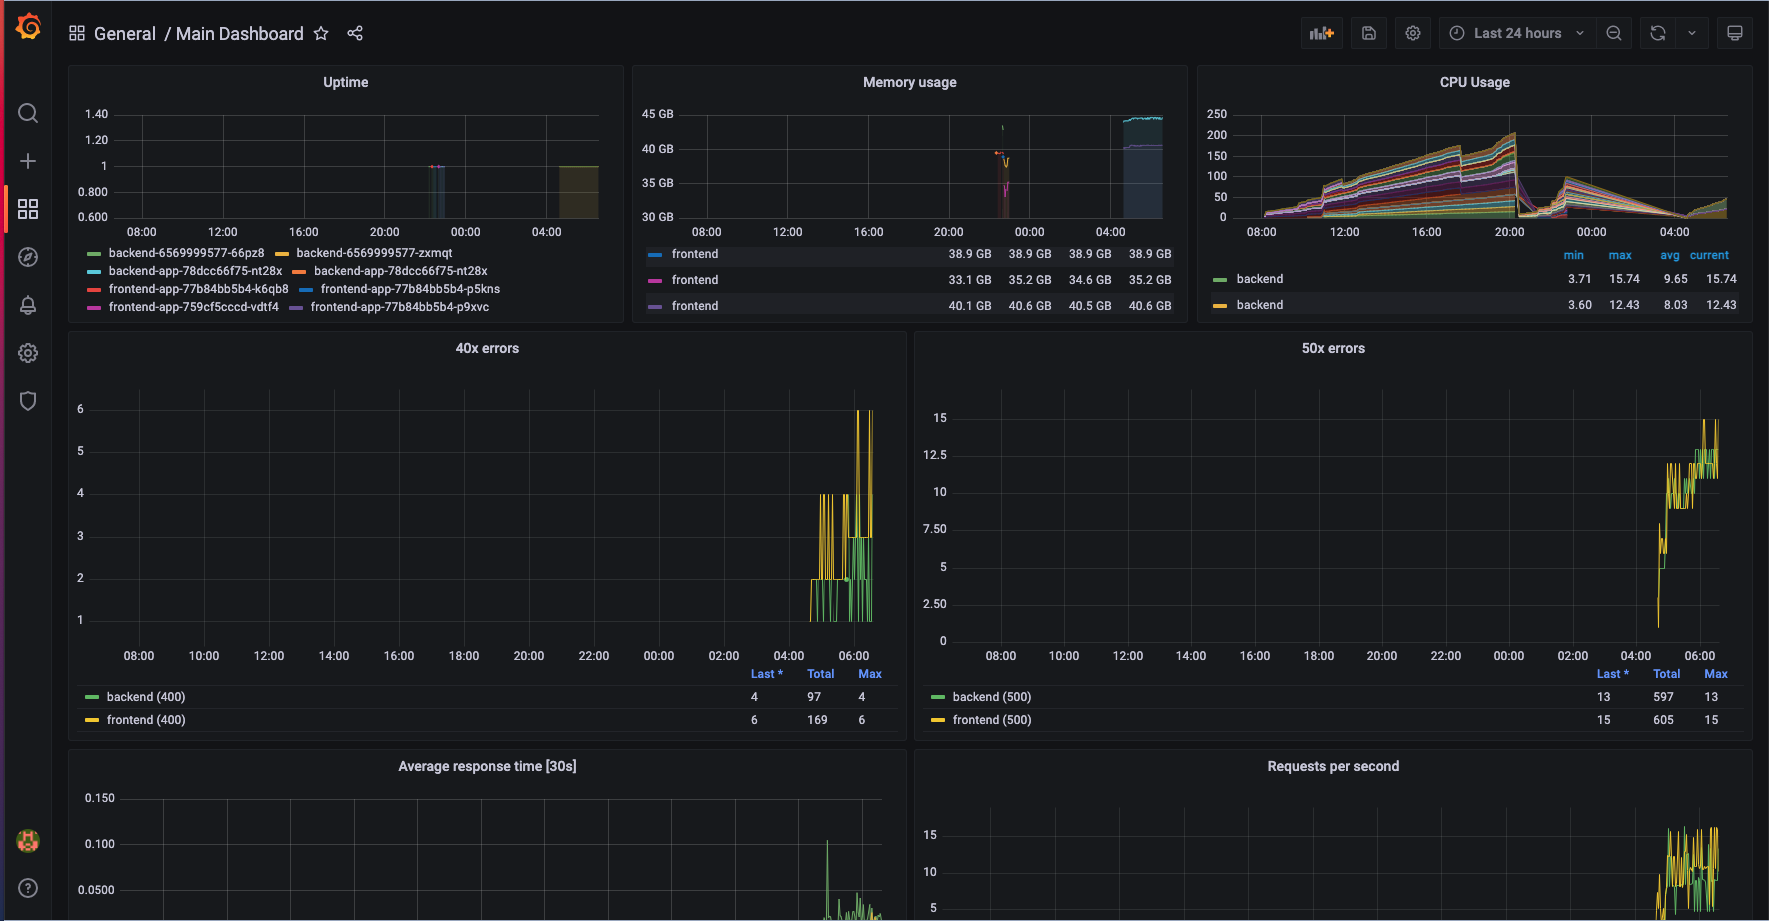 General / Main Dashboard
Last 24 hours
Uptime
1.40
1.20
1
0.800
0.600
08:00 12:00 16:00 20:00 00:00 04:00
backend-6569999577-66pz8 backend-6569999577-zxmqt
backend-app-78dcc66f75-nt28x backend-app-78dcc66f75-nt28x
frontend-app-77b84bb5b4-k6qb8 frontend-app-77b84bb5b4-p5kns
frontend-app-759cf5cccd-vdtf4 frontend-app-77b84bb5b4-p9xvc
Memory usage
45 GB
40 GB
35 GB
30 GB
08:00 12:00 16:00 20:00 00:00 04:00
frontend 38.9 GB 38.9 GB 38.9 GB 38.9 GB
frontend 33.1 GB 35.2 GB 34.6 GB 35.2 GB
frontend 40.1 GB 40.6 GB 40.5 GB 40.6 GB
CPU Usage
250
200
150
100
50
0
08:00 12:00 16:00 20:00 00:00 04:00
min max avg current
backend 3.71 15.74 9.65 15.74
backend 3.60 12.43 8.03 12.43
40x errors
6
5
4
3
2
1
08:00 10:00 12:00 14:00 16:00 18:00 20:00 22:00 00:00 02:00 04:00 06:00
Last * Total Max
backend (400) 4 97 4
frontend (400) 6 169 6
50x errors
15
12.5
10
7.50
5
2.50
0
08:00 10:00 12:00 14:00 16:00 18:00 20:00 22:00 00:00 02:00 04:00 06:00
Last * Total Max
backend (500) 13 597 13
frontend (500) 15 605 15
Average response time [30s]
0.150
0.100
0.0500
Requests per second
15
10
5